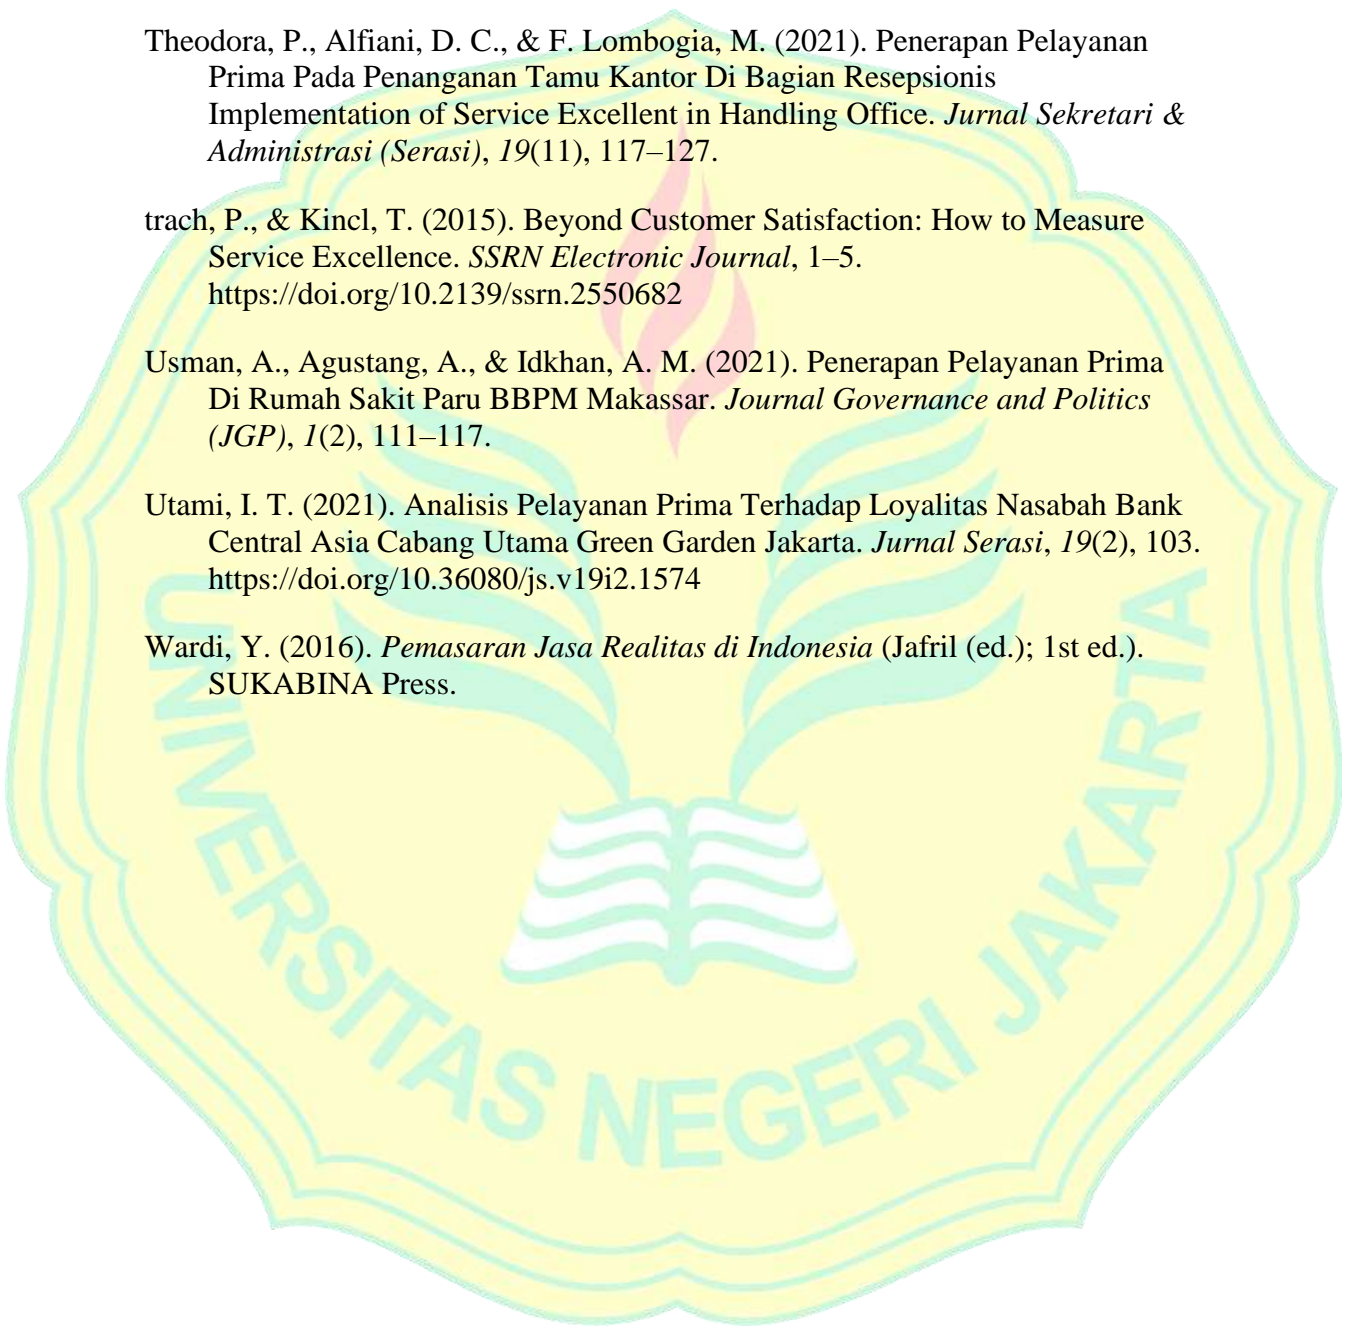 Theodora, P., Alfiani, D. C., & F. Lombogia, M. (2021). Penerapan Pelayanan
Prima Pada Penanganan Tamu Kantor Di Bagian Resepsionis
Implementation of Service Excellent in Handling Office. Jurnal Sekretari &
Administrasi (Serasi), 19(11), 117–127.
trach, P., & Kincl, T. (2015). Beyond Customer Satisfaction: How to Measure
Service Excellence. SSRN Electronic Journal, 1–5.
https://doi.org/10.2139/ssrn.2550682
Usman, A., Agustang, A., & Idkhan, A. M. (2021). Penerapan Pelayanan Prima
Di Rumah Sakit Paru BBPM Makassar. Journal Governance and Politics
(JGP), 1(2), 111–117.
Utami, I. T. (2021). Analisis Pelayanan Prima Terhadap Loyalitas Nasabah Bank
Central Asia Cabang Utama Green Garden Jakarta. Jurnal Serasi, 19(2), 103.
https://doi.org/10.36080/js.v19i2.1574
Wardi, Y. (2016). Pemasaran Jasa Realitas di Indonesia (Jafril (ed.); 1st ed.).
SUKABINA Press.
UNIVERSITAS NEGERI JAKARTA